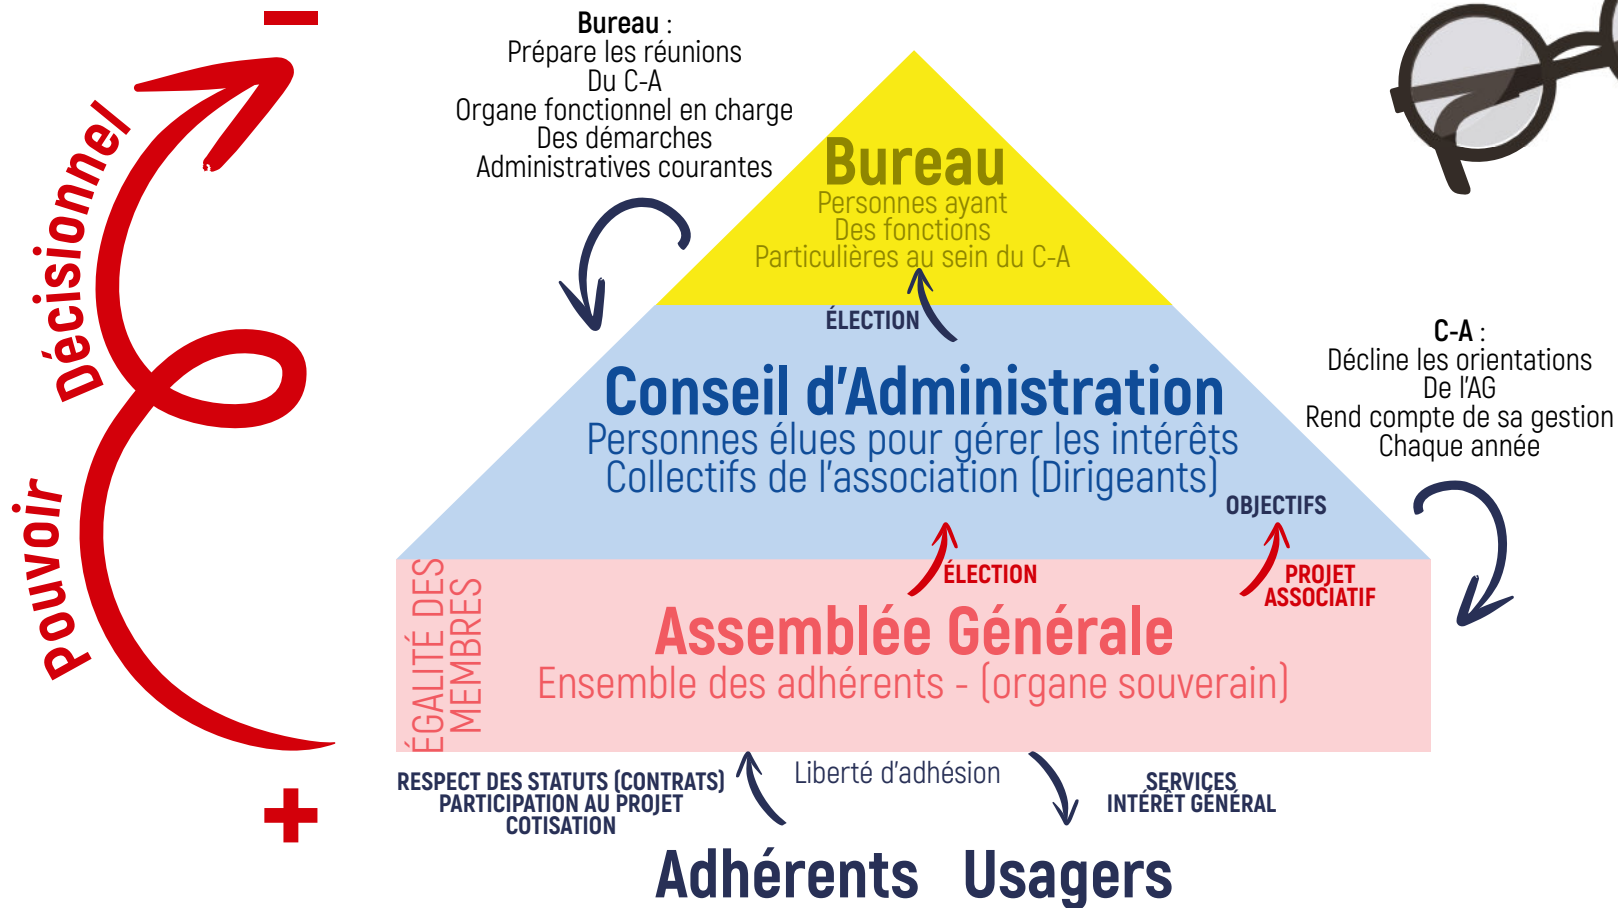 Bureau :
Prépare les réunions
Du C-A
Organe fonctionnel en charge
Des démarches
Administratives courantes
Pouvoir Décisionnel
Bureau
Personnes ayant
Des fonctions
Particulières au sein du C-A
ÉLECTION
Conseil d'Administration
Personnes élues pour gérer les intérêts
Collectifs de l'association (Dirigeants)
C-A :
Décline les orientations
De l'AG
Rend compte de sa gestion
Chaque année
OBJECTIFS
ÉLECTION
PROJET
ASSOCIATIF
ÉGALITÉ DES
MEMBRES
Assemblée Générale
Ensemble des adhérents - (organe souverain)
RESPECT DES STATUTS (CONTRATS)
PARTICIPATION AU PROJET
COTISATION
Liberté d'adhésion
SERVICES
INTÉRÊT GÉNÉRAL
Adhérents Usagers